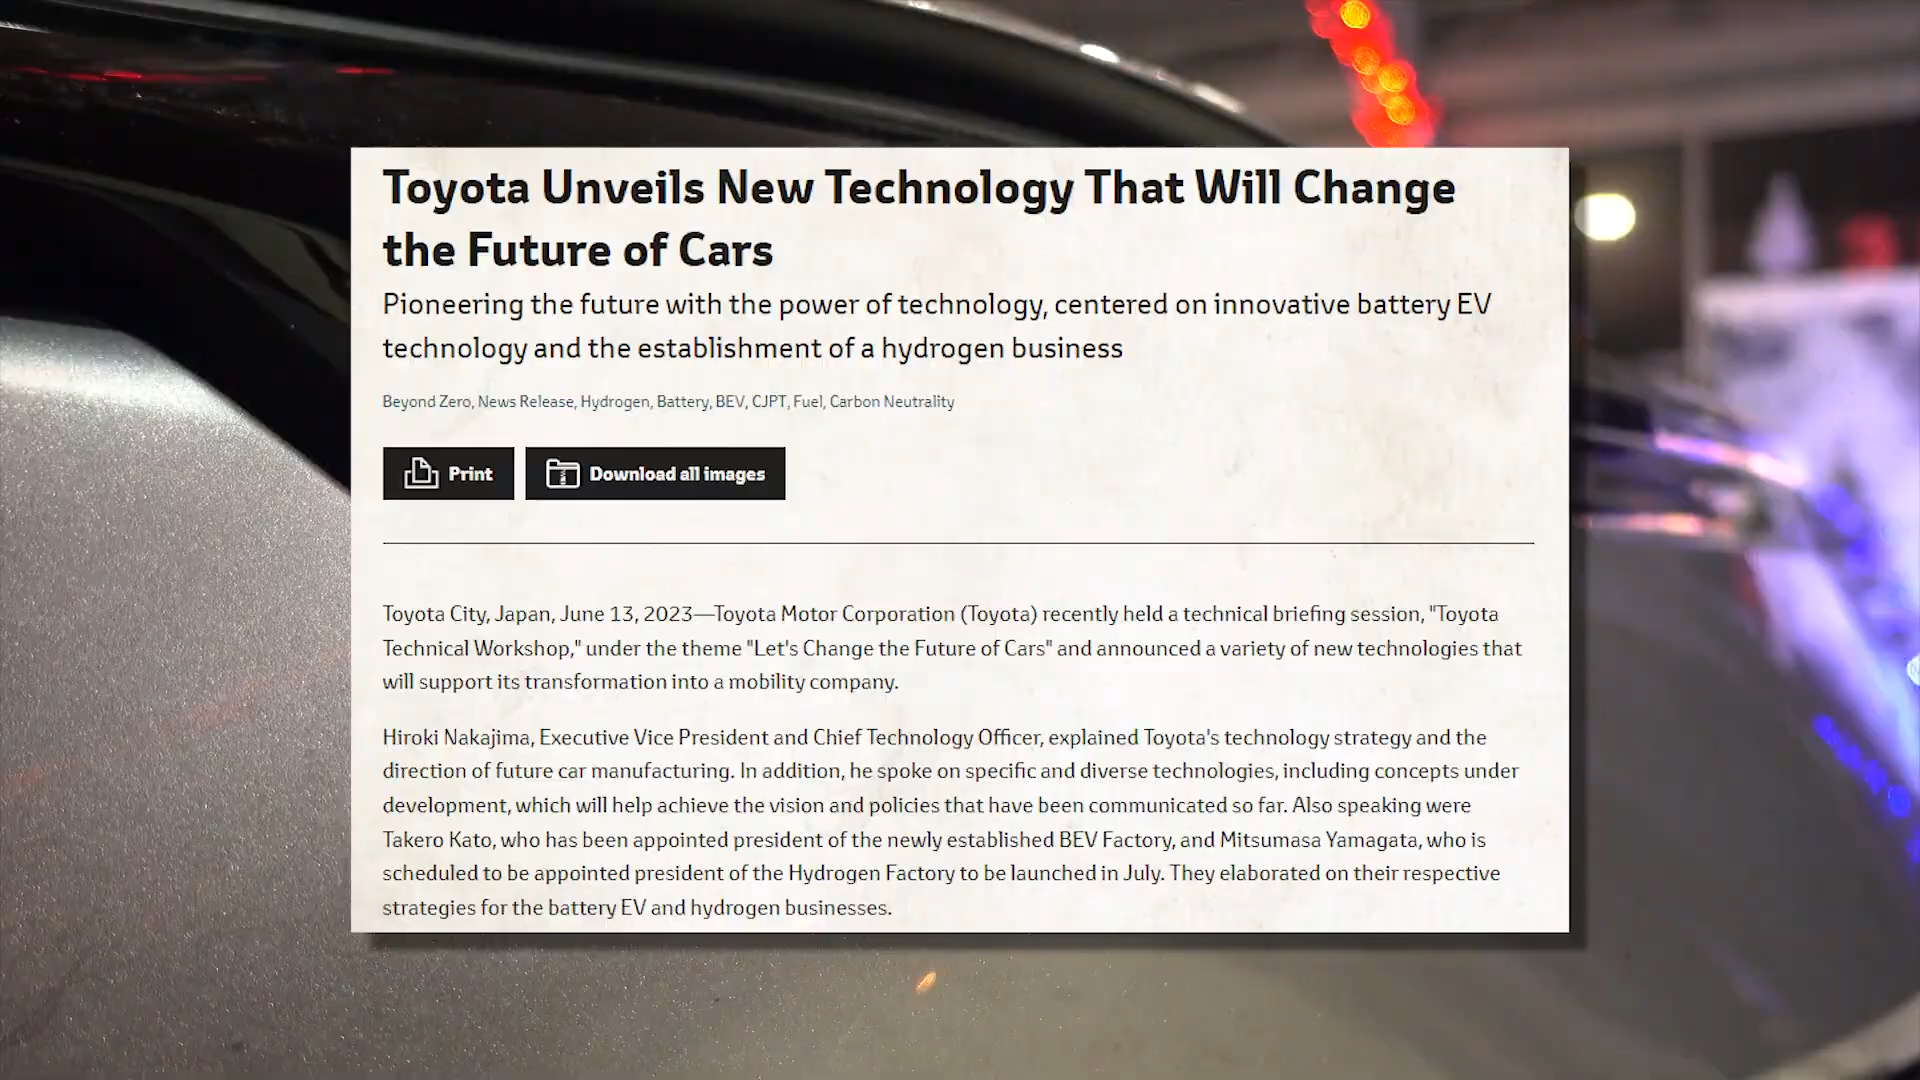 Toyota Unveils New Technology That Will Change
the Future of Cars
Pioneering the future with the power of technology, centered on innovative battery EV
technology and the establishment of a hydrogen business
Beyond Zero, News Release, Hydrogen, Battery, BEV, CJPT, Fuel, Carbon Neutrality
Print
Download all images
Toyota City, Japan, June 13, 2023—Toyota Motor Corporation (Toyota) recently held a technical briefing session, "Toyota
Technical Workshop," under the theme "Let's Change the Future of Cars" and announced a variety of new technologies that
will support its transformation into a mobility company.
Hiroki Nakajima, Executive Vice President and Chief Technology Officer, explained Toyota's technology strategy and the
direction of future car manufacturing. In addition, he spoke on specific and diverse technologies, including concepts under
development, which will help achieve the vision and policies that have been communicated so far. Also speaking were
Takero Kato, who has been appointed president of the newly established BEV Factory, and Mitsumasa Yamagata, who is
scheduled to be appointed president of the Hydrogen Factory to be launched in July. They elaborated on their respective
strategies for the battery EV and hydrogen businesses.